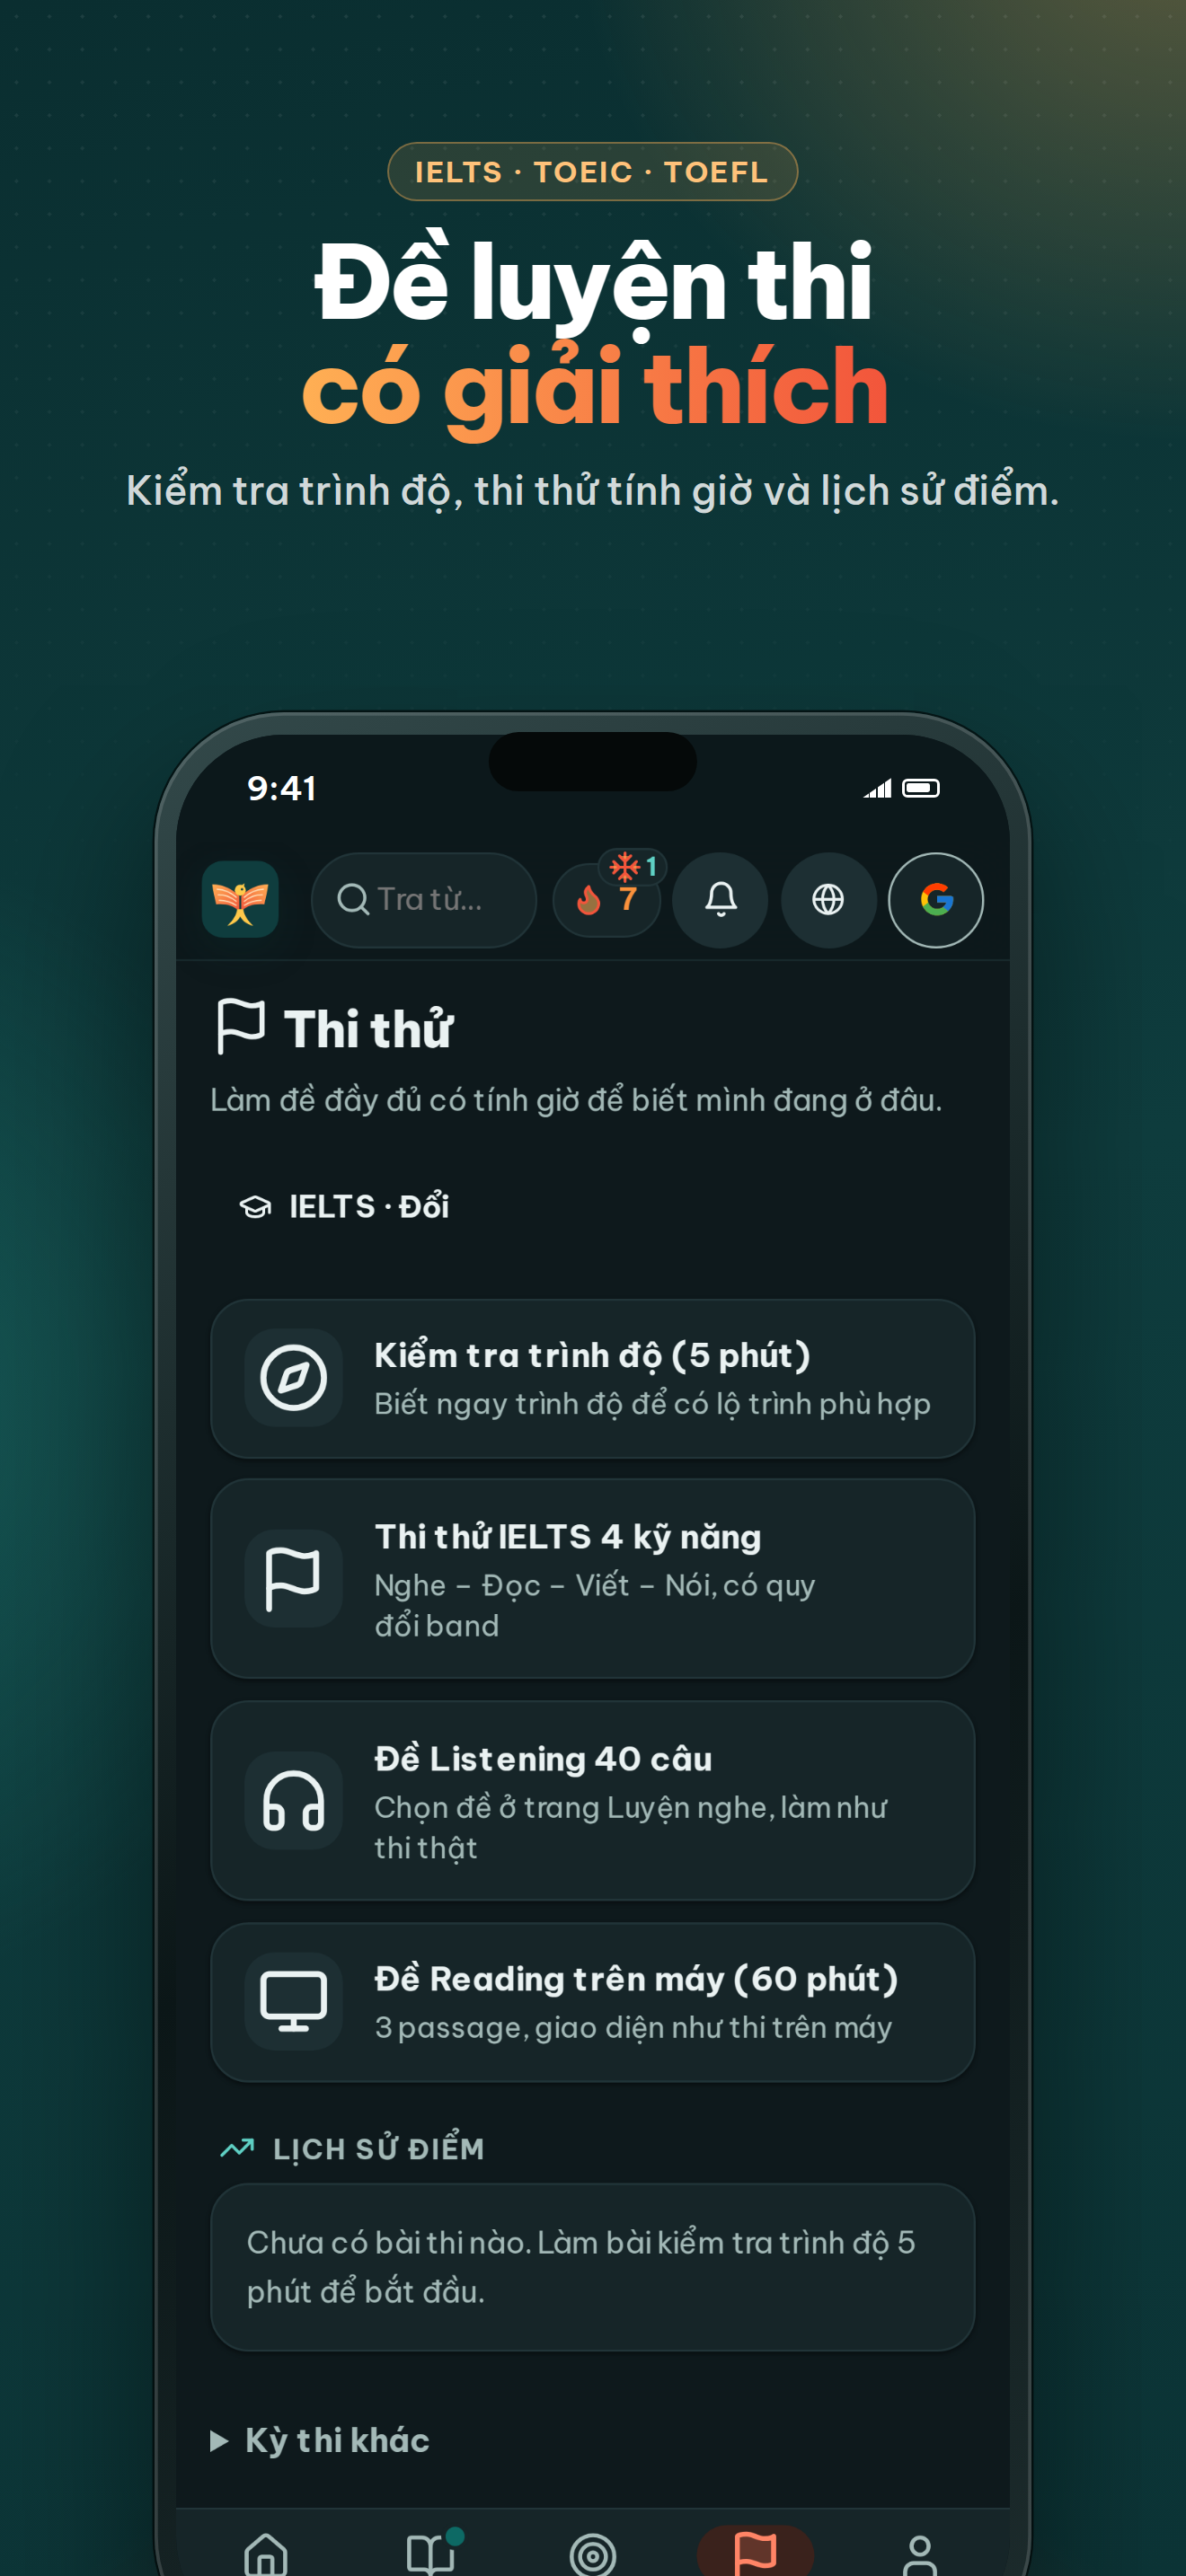 IELTS · TOEIC · TOEFL
Đề luyện thi
có giải thích
Kiểm tra trình độ, thi thử tính giờ và lịch sử điểm.
9:41
Tra từ...
1
7
Thi thử
Làm đề đầy đủ có tính giờ để biết mình đang ở đâu.
IELTS · Đổi
Kiểm tra trình độ (5 phút)
Biết ngay trình độ để có lộ trình phù hợp
Thi thử IELTS 4 kỹ năng
Nghe – Đọc – Viết – Nói, có quy
đổi band
Đề Listening 40 câu
Chọn đề ở trang Luyện nghe, làm như
thi thật
Đề Reading trên máy (60 phút)
3 passage, giao diện như thi trên máy
LỊCH SỬ ĐIỂM
Chưa có bài thi nào. Làm bài kiểm tra trình độ 5
phút để bắt đầu.
Kỳ thi khác